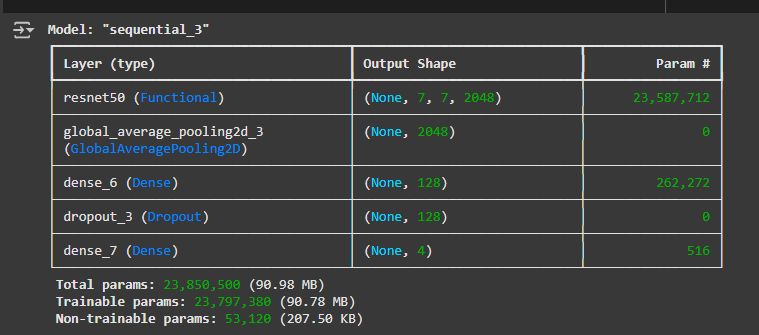 Model: "sequential_3"
Layer (type) Output Shape Param #
resnet50 (Functional) (None, 7, 7, 2048) 23,587,712
global_average_pooling2d_3 (None, 2048) 0
(GlobalAveragePooling2D)
dense_6 (Dense) (None, 128) 262,272
dropout_3 (Dropout) (None, 128) 0
dense_7 (Dense) (None, 4) 516
Total params: 23,850,500 (90.98 MB)
Trainable params: 23,797,380 (90.78 MB)
Non-trainable params: 53,120 (207.50 KB)